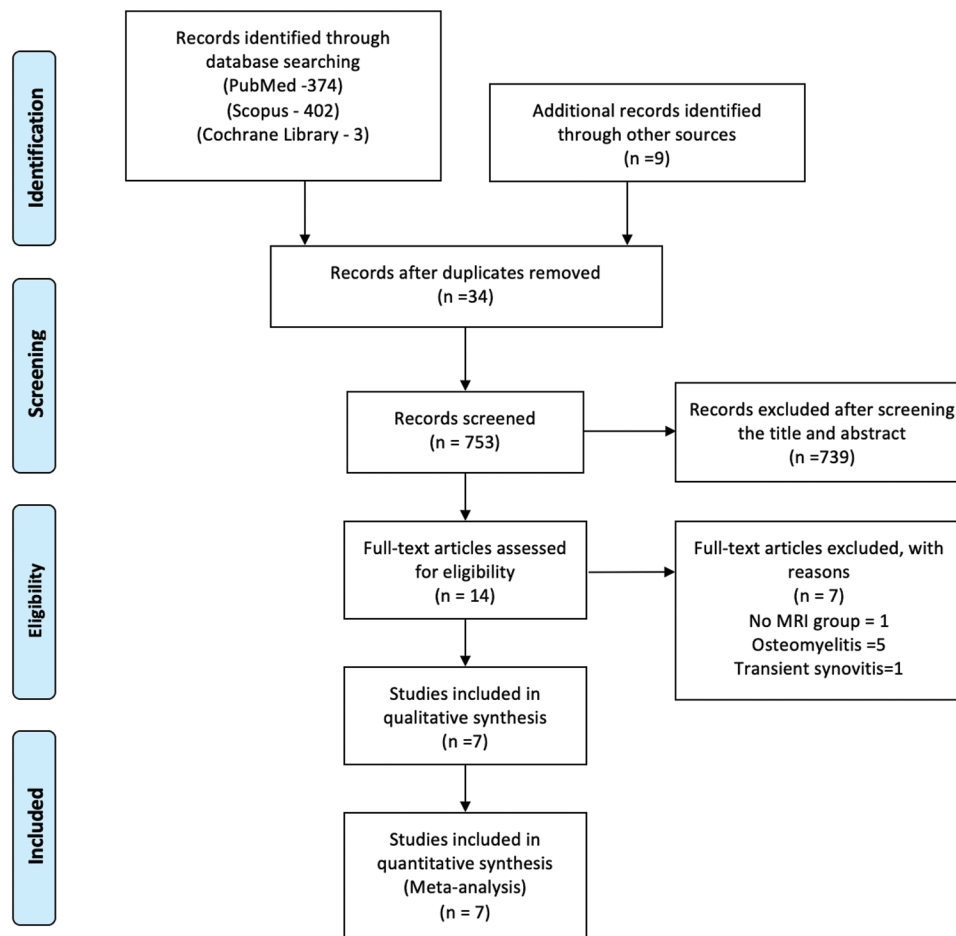 Identification
Records identified through
database searching
(PubMed -374)
(Scopus - 402)
(Cochrane Library - 3)
Additional records identified
through other sources
(n =9)
Screening
Records after duplicates removed
(n =34)
Records screened
(n = 753)
Records excluded after screening
the title and abstract
(n =739)
Eligibility
Full-text articles assessed
for eligibility
(n = 14)
Full-text articles excluded, with
reasons
(n = 7)
No MRI group = 1
Osteomyelitis =5
Transient synovitis=1
Studies included in
qualitative synthesis
(n =7)
Included
Studies included in
quantitative synthesis
(Meta-analysis)
(n = 7)